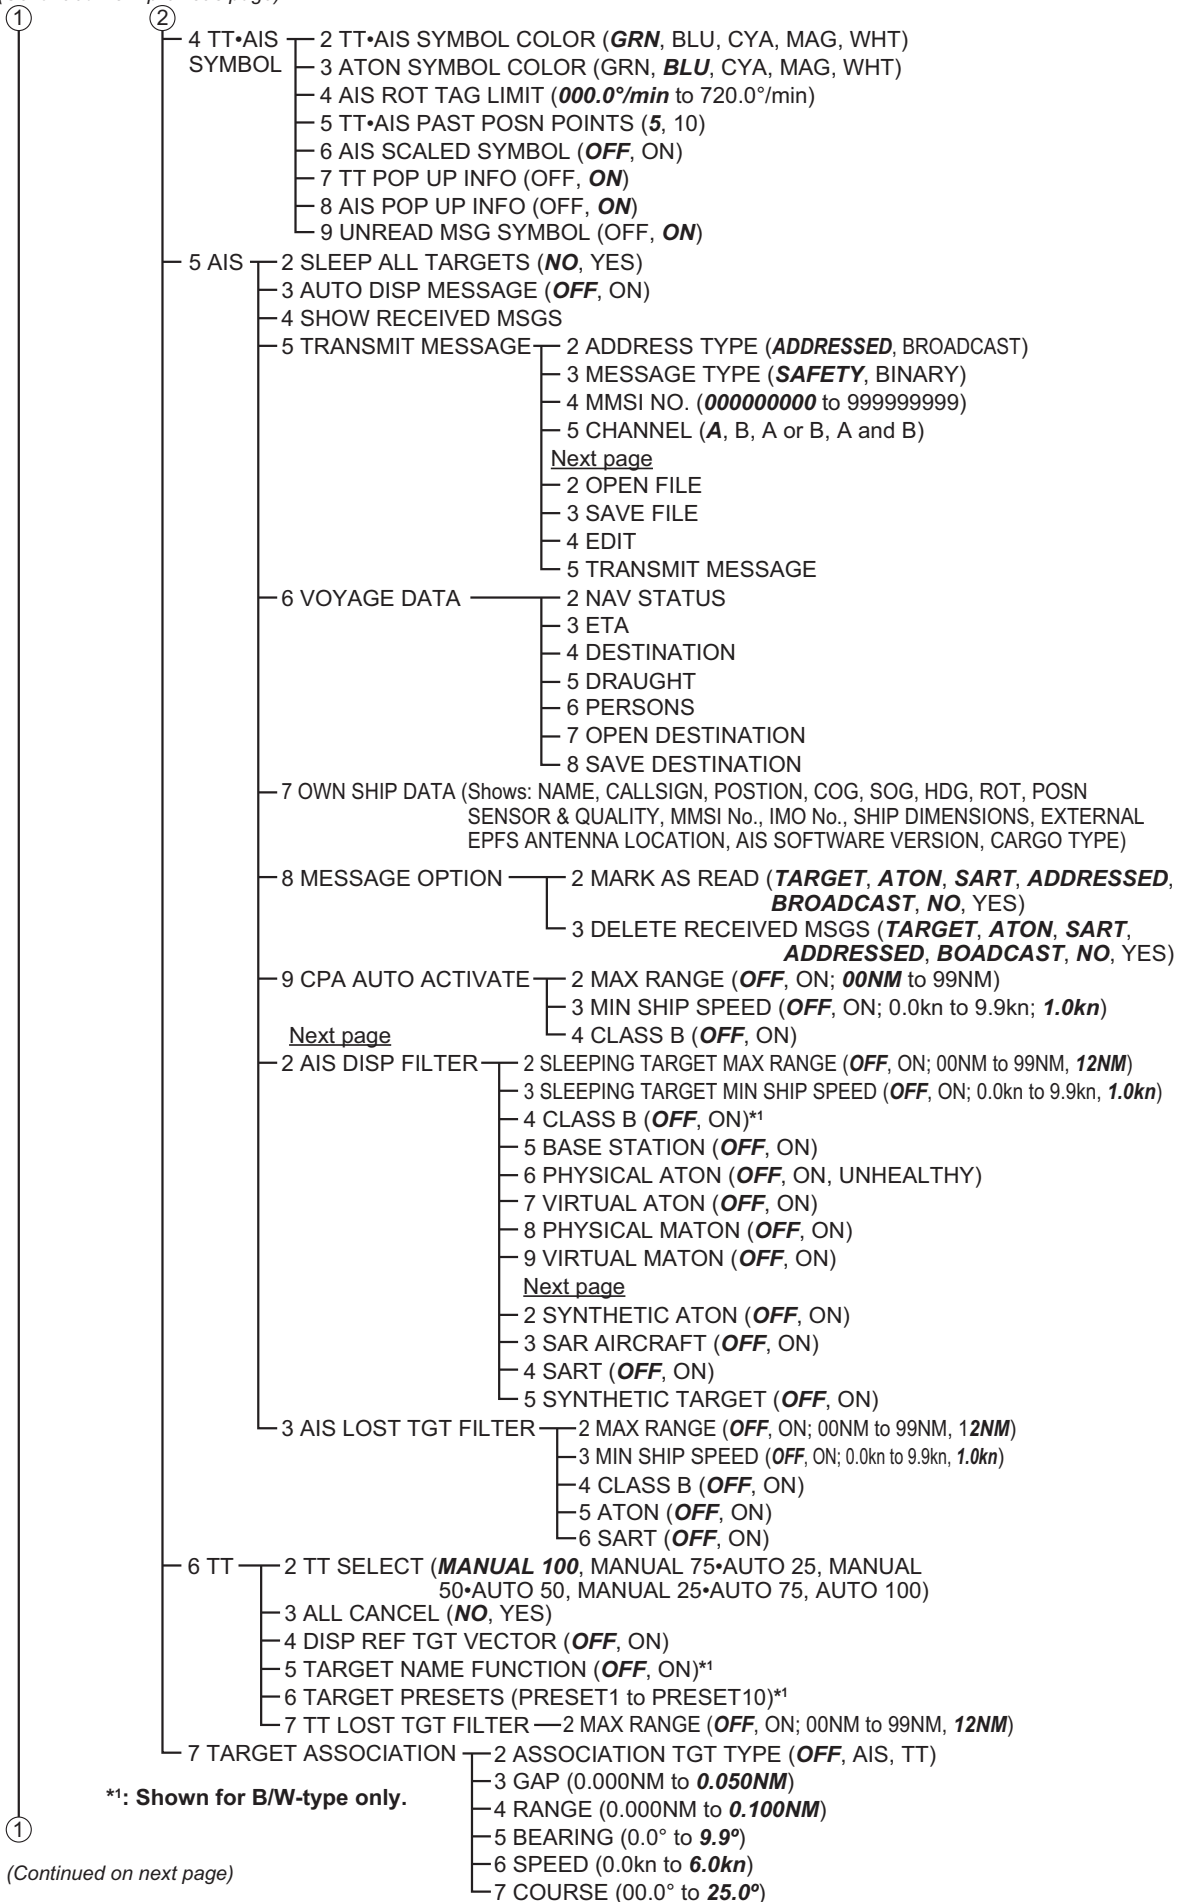 ①
②
4 TT•AIS SYMBOL
2 TT•AIS SYMBOL COLOR (GRN, BLU, CYA, MAG, WHT)
3 ATON SYMBOL COLOR (GRN, BLU, CYA, MAG, WHT)
4 AIS ROT TAG LIMIT (000.0°/min to 720.0°/min)
5 TT•AIS PAST POSN POINTS (5, 10)
6 AIS SCALED SYMBOL (OFF, ON)
7 TT POP UP INFO (OFF, ON)
8 AIS POP UP INFO (OFF, ON)
9 UNREAD MSG SYMBOL (OFF, ON)
5 AIS
2 SLEEP ALL TARGETS (NO, YES)
3 AUTO DISP MESSAGE (OFF, ON)
4 SHOW RECEIVED MSGS
5 TRANSMIT MESSAGE
2 ADDRESS TYPE (ADDRESSED, BROADCAST)
3 MESSAGE TYPE (SAFETY, BINARY)
4 MMSI NO. (000000000 to 999999999)
5 CHANNEL (A, B, A or B, A and B)
Next page
2 OPEN FILE
3 SAVE FILE
4 EDIT
5 TRANSMIT MESSAGE
6 VOYAGE DATA
2 NAV STATUS
3 ETA
4 DESTINATION
5 DRAUGHT
6 PERSONS
7 OPEN DESTINATION
8 SAVE DESTINATION
7 OWN SHIP DATA (Shows: NAME, CALLSIGN, POSTION, COG, SOG, HDG, ROT, POSN
SENSOR & QUALITY, MMSI No., IMO No., SHIP DIMENSIONS, EXTERNAL
EPFS ANTENNA LOCATION, AIS SOFTWARE VERSION, CARGO TYPE)
8 MESSAGE OPTION
2 MARK AS READ (TARGET, ATON, SART, ADDRESSED,
BROADCAST, NO, YES)
3 DELETE RECEIVED MSGS (TARGET, ATON, SART,
ADDRESSED, BOADCAST, NO, YES)
9 CPA AUTO ACTIVATE
2 MAX RANGE (OFF, ON; 00NM to 99NM)
3 MIN SHIP SPEED (OFF, ON; 0.0kn to 9.9kn; 1.0kn)
4 CLASS B (OFF, ON)
Next page
2 AIS DISP FILTER
2 SLEEPING TARGET MAX RANGE (OFF, ON; 00NM to 99NM, 12NM)
3 SLEEPING TARGET MIN SHIP SPEED (OFF, ON; 0.0kn to 9.9kn, 1.0kn)
4 CLASS B (OFF, ON)*1
5 BASE STATION (OFF, ON)
6 PHYSICAL ATON (OFF, ON, UNHEALTHY)
7 VIRTUAL ATON (OFF, ON)
8 PHYSICAL MATON (OFF, ON)
9 VIRTUAL MATON (OFF, ON)
Next page
2 SYNTHETIC ATON (OFF, ON)
3 SAR AIRCRAFT (OFF, ON)
4 SART (OFF, ON)
5 SYNTHETIC TARGET (OFF, ON)
3 AIS LOST TGT FILTER
2 MAX RANGE (OFF, ON; 00NM to 99NM, 12NM)
3 MIN SHIP SPEED (OFF, ON; 0.0kn to 9.9kn, 1.0kn)
4 CLASS B (OFF, ON)
5 ATON (OFF, ON)
6 SART (OFF, ON)
6 TT
2 TT SELECT (MANUAL 100, MANUAL 75•AUTO 25, MANUAL
50•AUTO 50, MANUAL 25•AUTO 75, AUTO 100)
3 ALL CANCEL (NO, YES)
4 DISP REF TGT VECTOR (OFF, ON)
5 TARGET NAME FUNCTION (OFF, ON)*1
6 TARGET PRESETS (PRESET1 to PRESET10)*1
7 TT LOST TGT FILTER
2 MAX RANGE (OFF, ON; 00NM to 99NM, 12NM)
7 TARGET ASSOCIATION
2 ASSOCIATION TGT TYPE (OFF, AIS, TT)
3 GAP (0.000NM to 0.050NM)
4 RANGE (0.000NM to 0.100NM)
5 BEARING (0.0° to 9.9º)
6 SPEED (0.0kn to 6.0kn)
7 COURSE (00.0° to 25.0º)
*1: Shown for B/W-type only.
①
(Continued on next page)